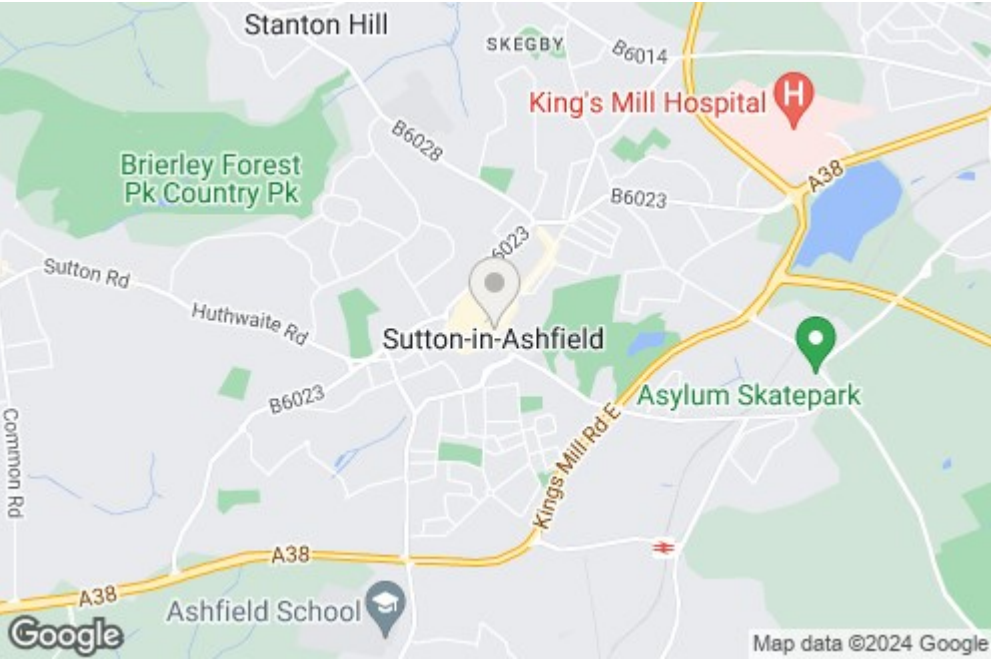 Stanton Hill
SKEGBY
B6014
King's Mill Hospital
H
B6028
A38
Brierley Forest
Pk Country Pk
B6023
6023
Sutton Rd
Huthwaite Rd
Sutton-in-Ashfield
Asylum Skatepark
B6023
Common Rd
Kings Mill Rd E
A38
A38
Ashfield School
Google
Map data ©2024 Google